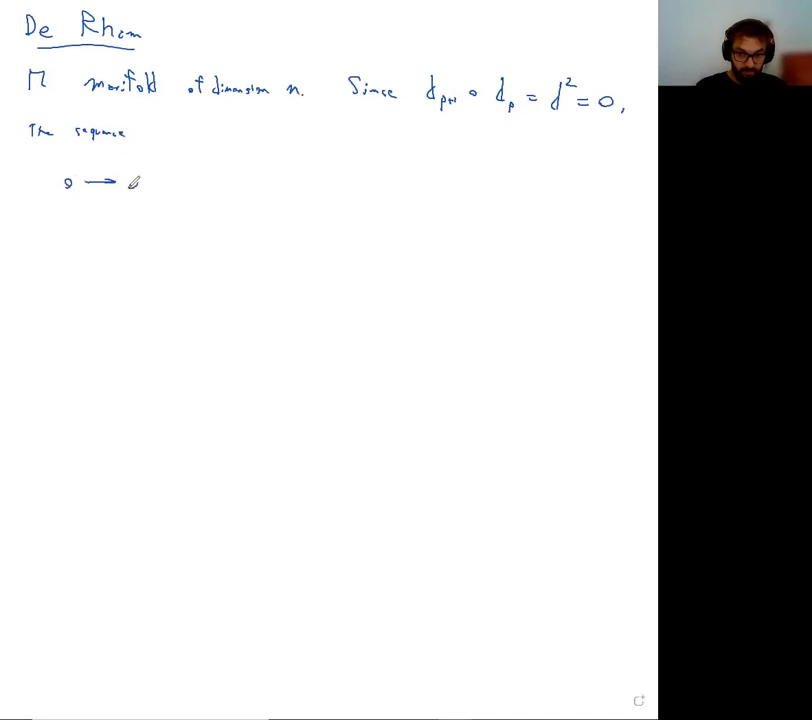 De Rham
M manifold of dimension n. Since d_{p+1} ∘ d_p = d² = 0,
The sequence
0 →